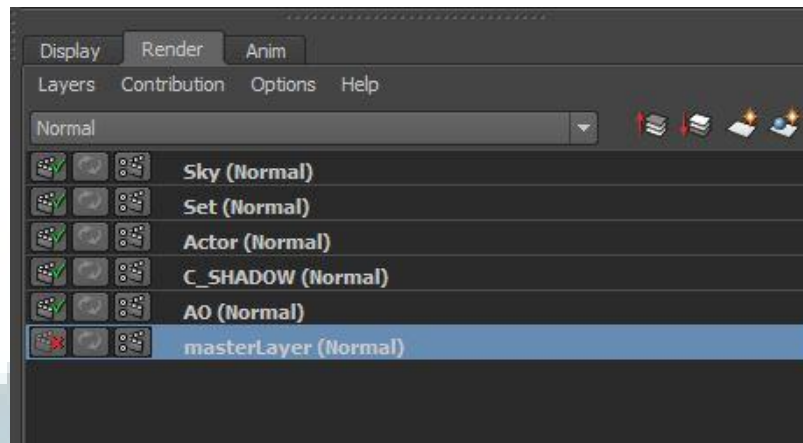 Display Render Anim
Layers Contribution Options Help
Normal
Sky (Normal)
Set (Normal)
Actor (Normal)
C_SHADOW (Normal)
AO (Normal)
masterLayer (Normal)